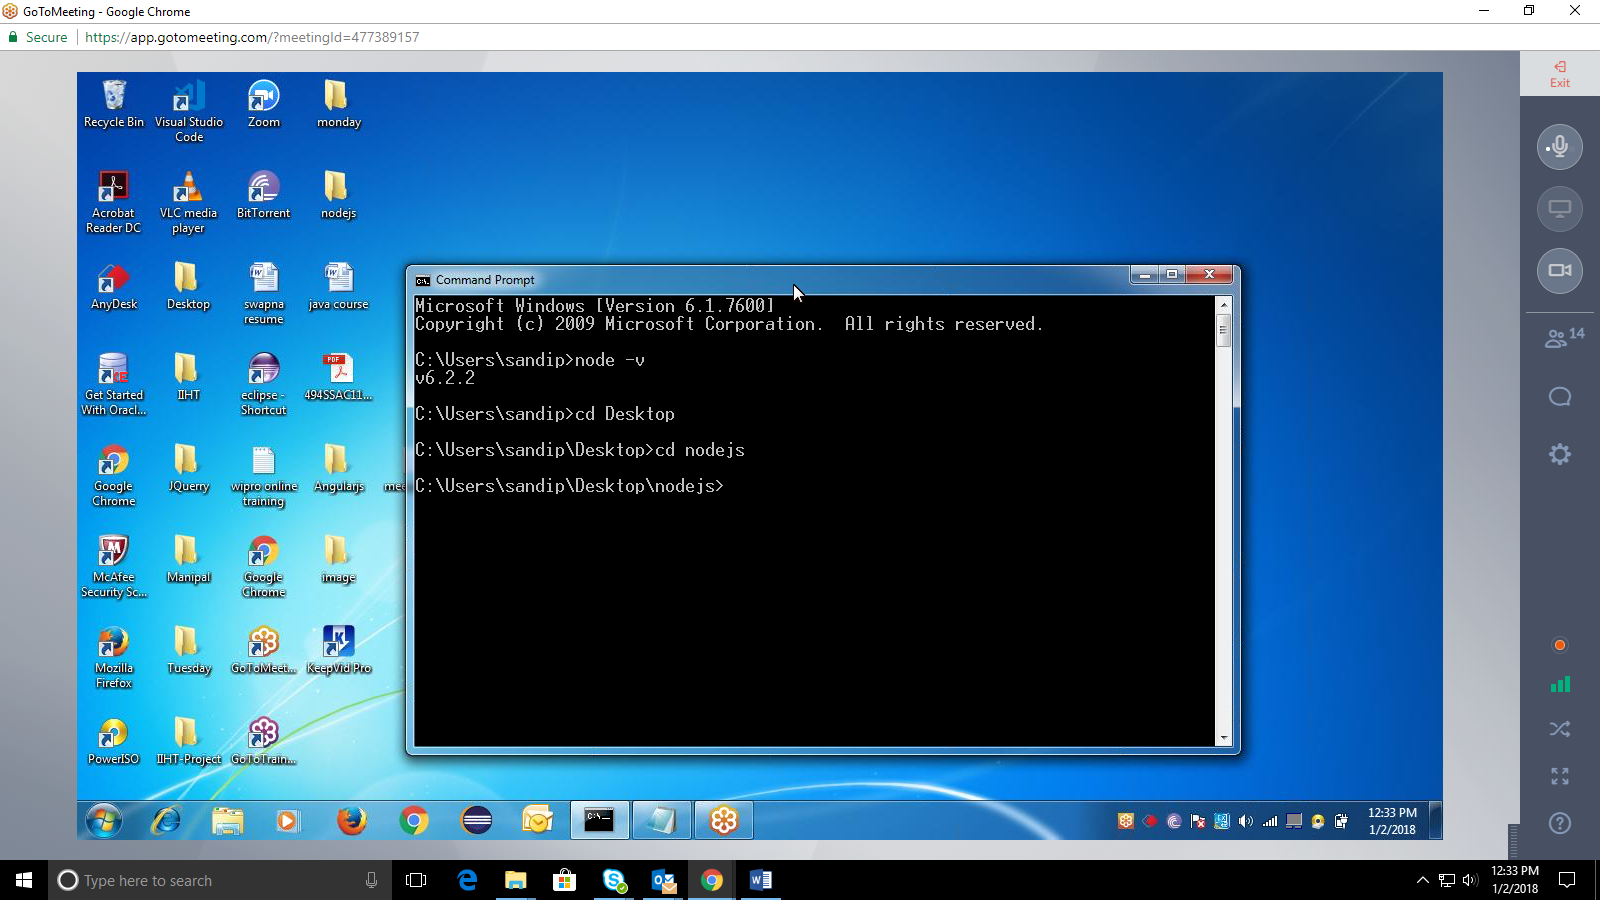 GoToMeeting - Google Chrome
Secure
https://app.gotomeeting.com/?meetingId=477389157
Exit
14
Recycle Bin
Visual Studio
Code
Zoom
monday
Acrobat
Reader DC
VLC media
player
BitTorrent
nodejs
AnyDesk
Desktop
swapna
resume
java course
Get Started
With Oracl...
IIHT
eclipse -
Shortcut
494SSAC11...
Google
Chrome
JQuerry
wipro online
training
Angularjs
mee
McAfee
Security Sc...
Manipal
Google
Chrome
image
Mozilla
Firefox
Tuesday
GoToMeet...
KeepVid Pro
PowerISO
IIHT-Project
GoToTrain...
Command Prompt
Microsoft Windows [Version 6.1.7600]
Copyright (c) 2009 Microsoft Corporation.  All rights reserved.
C:\Users\sandip>node -v
v6.2.2
C:\Users\sandip>cd Desktop
C:\Users\sandip\Desktop>cd nodejs
C:\Users\sandip\Desktop\nodejs>
12:33 PM
1/2/2018
Type here to search
12:33 PM
1/2/2018